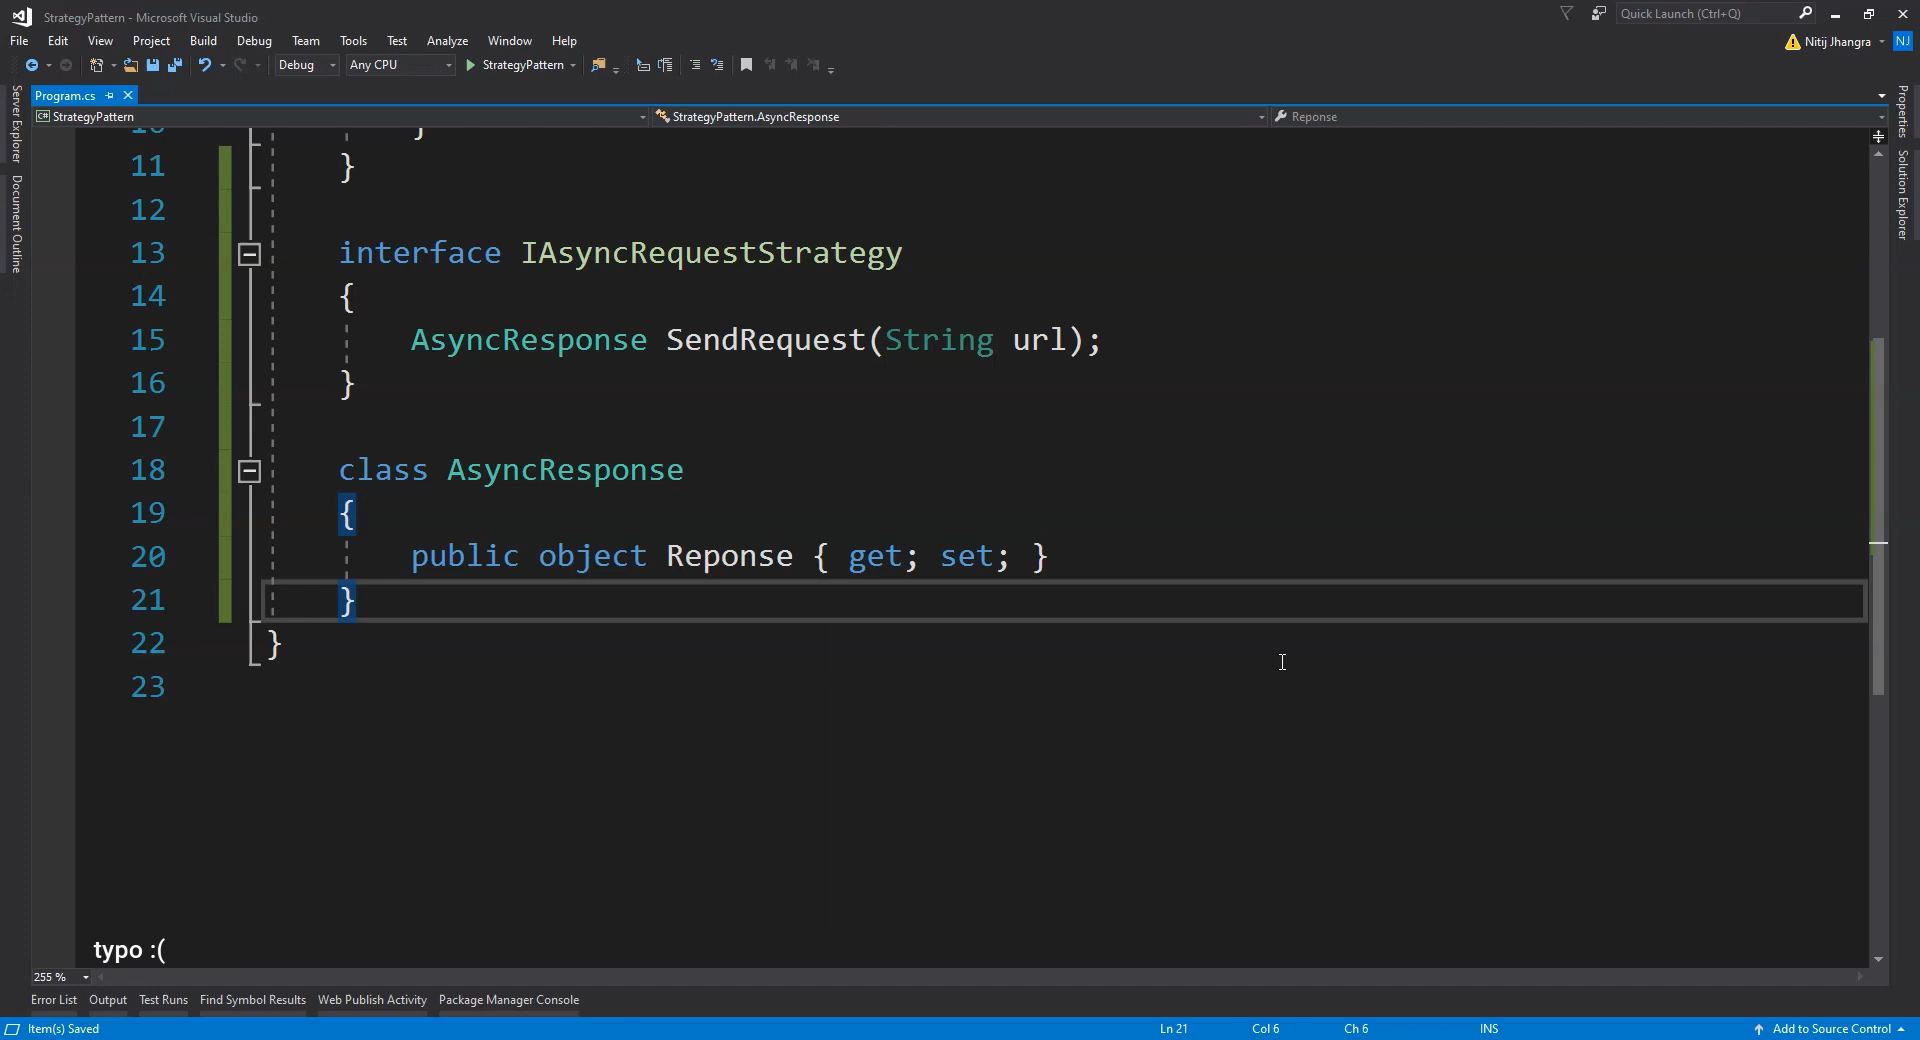 StrategyPattern - Microsoft Visual Studio
Quick Launch (Ctrl+Q)
File Edit View Project Build Debug Team Tools Test Analyze Window Help
Nitij Jhangra NJ
Debug Any CPU StrategyPattern
Program.cs
C# StrategyPattern StrategyPattern.AsyncResponse Reponse
Server Explorer
Document Outline
Properties
Solution Explorer
10 }
11 }
12
13 interface IAsyncRequestStrategy
14 {
15 AsyncResponse SendRequest(String url);
16 }
17
18 class AsyncResponse
19 {
20 public object Reponse { get; set; }
21 }
22 }
23
typo :(
255 %
Error List Output Test Runs Find Symbol Results Web Publish Activity Package Manager Console
Item(s) Saved Ln 21 Col 6 Ch 6 INS Add to Source Control